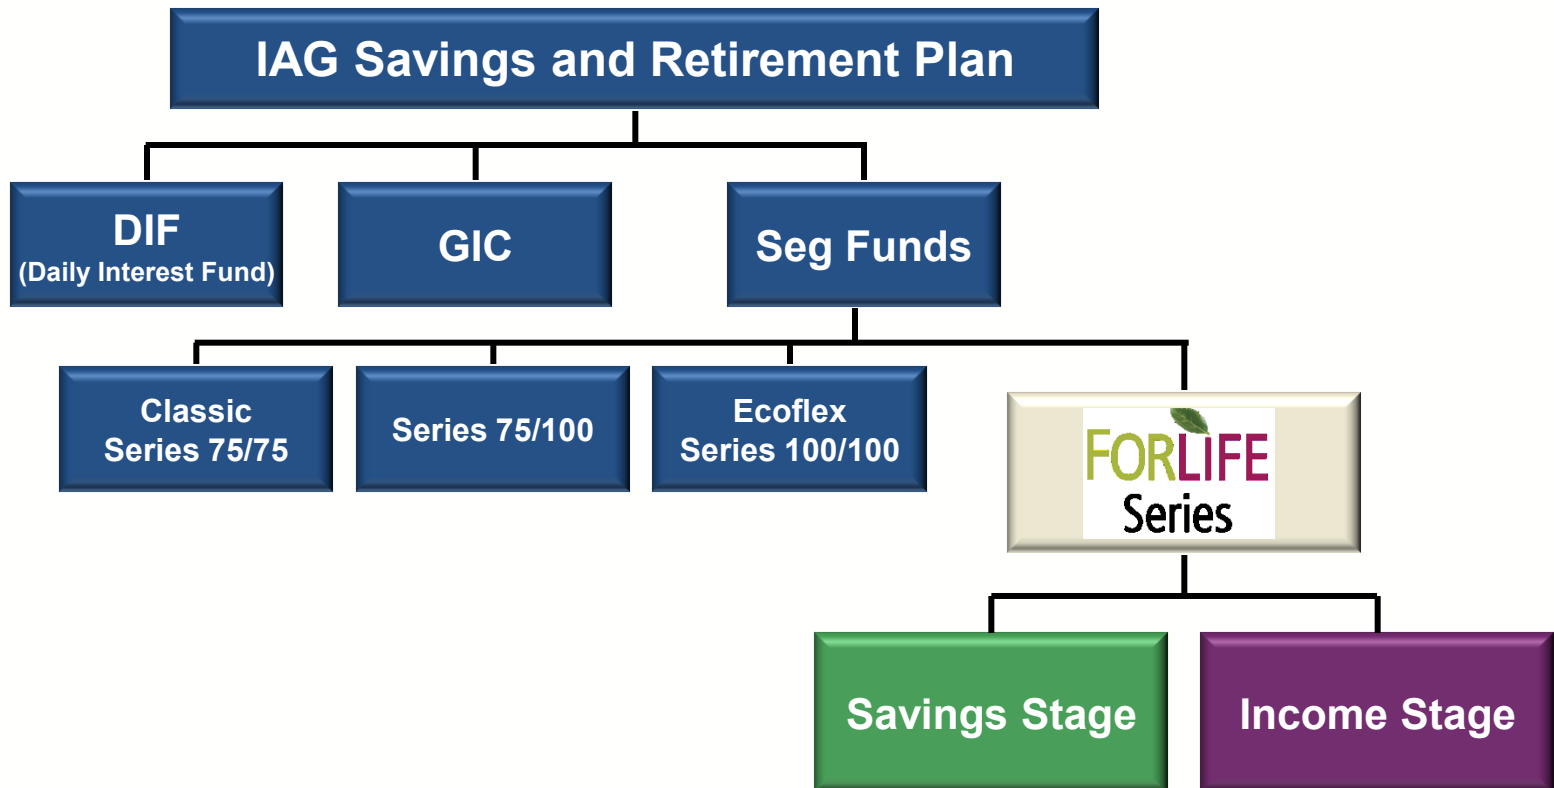 IAG Savings and Retirement Plan
DIF
(Daily Interest Fund)
GIC
Seg Funds
Classic
Series 75/75
Series 75/100
Ecoflex
Series 100/100
FORLIFE
Series
Savings Stage
Income Stage